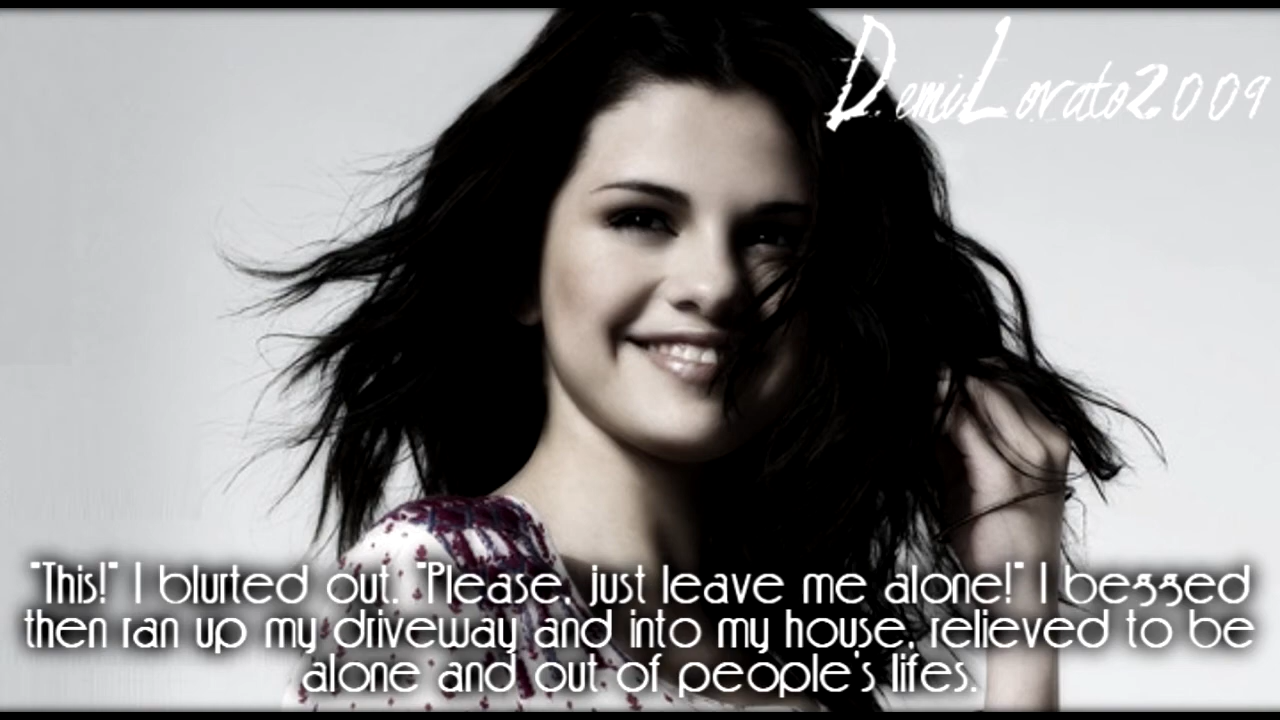 DemiLovato2009
"This!" I blurted out. "Please, just leave me alone!" I begged
then ran up my driveway and into my house, relieved to be
alone and out of people's lifes.